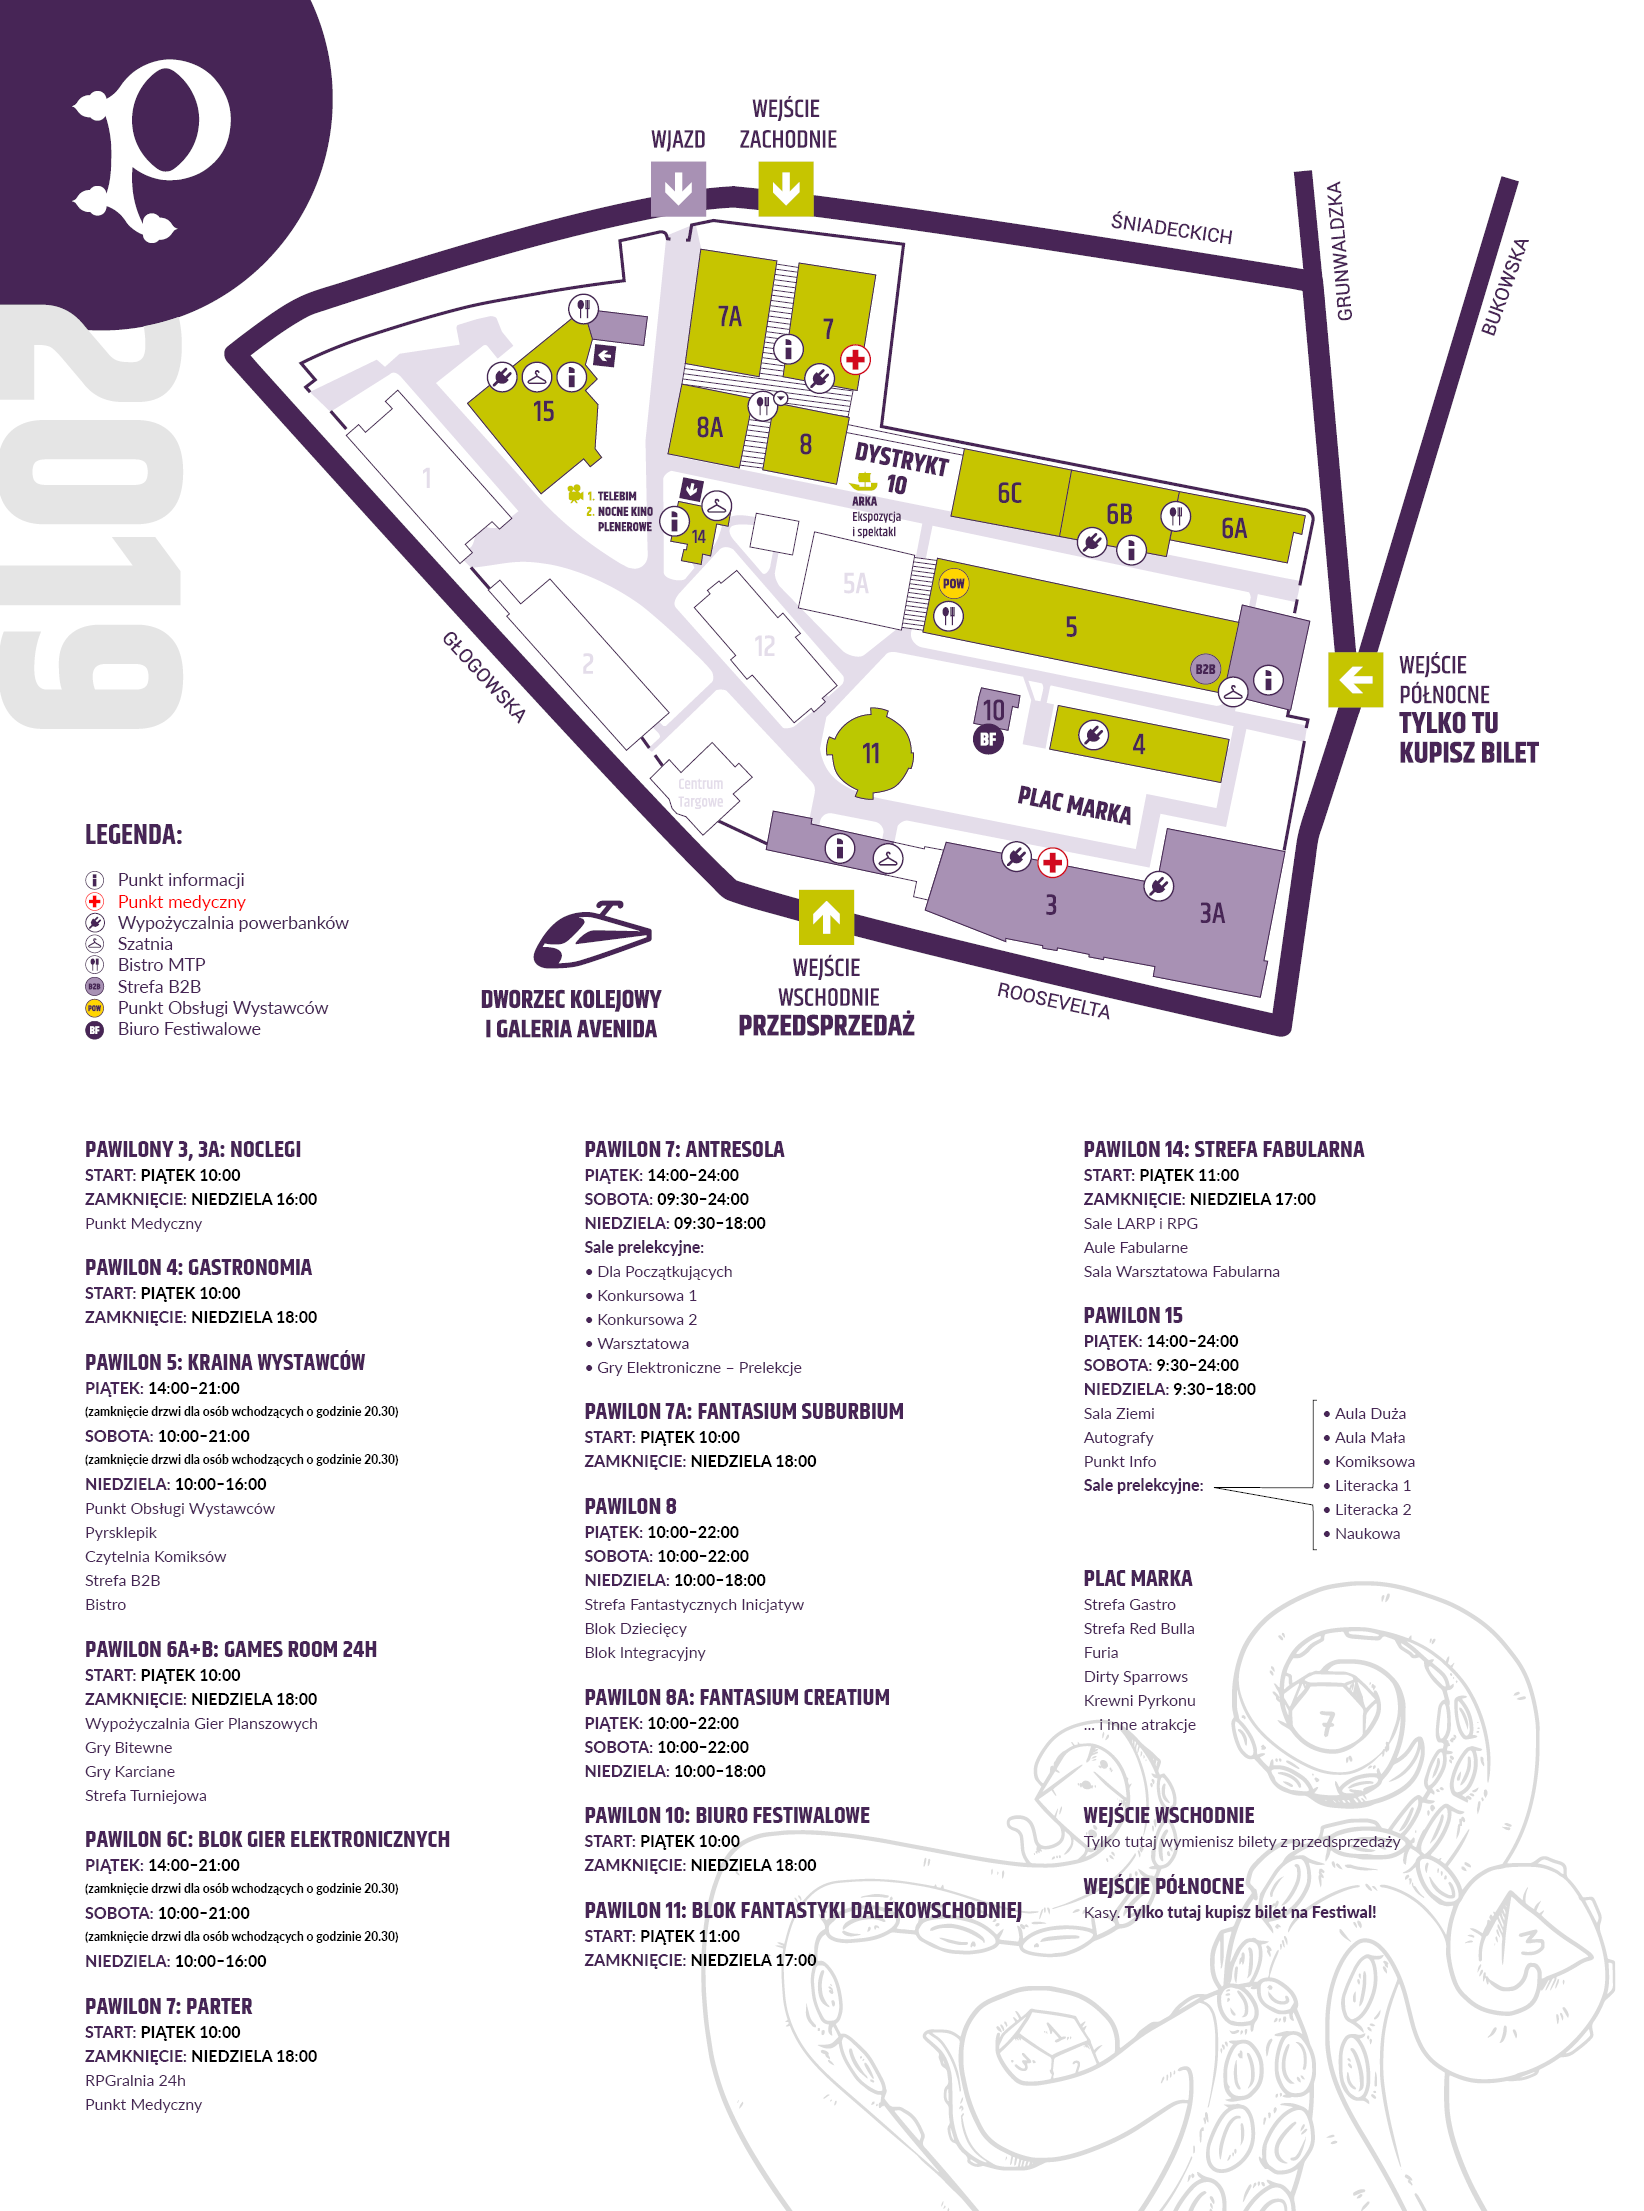 P
2019
WJAZD
WEJŚCIE
ZACHODNIE
ŚNIADECKICH
GRUNWALDZKA
BUKOWSKA
7A
7
15
8A
8
DYSTRYKT
10
ARKA
Ekspozycja
i spektakl
1
1. TELEBIM
2. NOCNE KINO
PLENEROWE
14
6C
6B
6A
5A
POW
5
B2B
2
12
GŁOGOWSKA
WEJŚCIE
PÓŁNOCNE
TYLKO TU
KUPISZ BILET
10
BF
11
4
Centrum
Targowe
PLAC MARKA
3
3A
LEGENDA:
Punkt informacji
Punkt medyczny
Wypożyczalnia powerbanków
Szatnia
Bistro MTP
B2B Strefa B2B
POW Punkt Obsługi Wystawców
BF Biuro Festiwalowe
DWORZEC KOLEJOWY
I GALERIA AVENIDA
WEJŚCIE
WSCHODNIE
PRZEDSPRZEDAŻ
ROOSEVELTA
PAWILONY 3, 3A: NOCLEGI
START: PIĄTEK 10:00
ZAMKNIĘCIE: NIEDZIELA 16:00
Punkt Medyczny
PAWILON 4: GASTRONOMIA
START: PIĄTEK 10:00
ZAMKNIĘCIE: NIEDZIELA 18:00
PAWILON 5: KRAINA WYSTAWCÓW
PIĄTEK: 14:00–21:00
(zamknięcie drzwi dla osób wchodzących o godzinie 20.30)
SOBOTA: 10:00–21:00
(zamknięcie drzwi dla osób wchodzących o godzinie 20.30)
NIEDZIELA: 10:00–16:00
Punkt Obsługi Wystawców
Pyrsklepik
Czytelnia Komiksów
Strefa B2B
Bistro
PAWILON 6A+B: GAMES ROOM 24H
START: PIĄTEK 10:00
ZAMKNIĘCIE: NIEDZIELA 18:00
Wypożyczalnia Gier Planszowych
Gry Bitewne
Gry Karciane
Strefa Turniejowa
PAWILON 6C: BLOK GIER ELEKTRONICZNYCH
PIĄTEK: 14:00–21:00
(zamknięcie drzwi dla osób wchodzących o godzinie 20.30)
SOBOTA: 10:00–21:00
(zamknięcie drzwi dla osób wchodzących o godzinie 20.30)
NIEDZIELA: 10:00–16:00
PAWILON 7: PARTER
START: PIĄTEK 10:00
ZAMKNIĘCIE: NIEDZIELA 18:00
RPGralnia 24h
Punkt Medyczny
PAWILON 7: ANTRESOLA
PIĄTEK: 14:00–24:00
SOBOTA: 09:30–24:00
NIEDZIELA: 09:30–18:00
Sale prelekcyjne:
• Dla Początkujących
• Konkursowa 1
• Konkursowa 2
• Warsztatowa
• Gry Elektroniczne – Prelekcje
PAWILON 7A: FANTASIUM SUBURBIUM
START: PIĄTEK 10:00
ZAMKNIĘCIE: NIEDZIELA 18:00
PAWILON 8
PIĄTEK: 10:00–22:00
SOBOTA: 10:00–22:00
NIEDZIELA: 10:00–18:00
Strefa Fantastycznych Inicjatyw
Blok Dziecięcy
Blok Integracyjny
PAWILON 8A: FANTASIUM CREATIUM
PIĄTEK: 10:00–22:00
SOBOTA: 10:00–22:00
NIEDZIELA: 10:00–18:00
PAWILON 10: BIURO FESTIWALOWE
START: PIĄTEK 10:00
ZAMKNIĘCIE: NIEDZIELA 18:00
PAWILON 11: BLOK FANTASTYKI DALEKOWSCHODNIEJ
START: PIĄTEK 11:00
ZAMKNIĘCIE: NIEDZIELA 17:00
PAWILON 14: STREFA FABULARNA
START: PIĄTEK 11:00
ZAMKNIĘCIE: NIEDZIELA 17:00
Sale LARP i RPG
Aule Fabularne
Sala Warsztatowa Fabularna
PAWILON 15
PIĄTEK: 14:00–24:00
SOBOTA: 9:30–24:00
NIEDZIELA: 9:30–18:00
Sala Ziemi
Autografy
Punkt Info
Sale prelekcyjne:
• Aula Duża
• Aula Mała
• Komiksowa
• Literacka 1
• Literacka 2
• Naukowa
PLAC MARKA
Strefa Gastro
Strefa Red Bulla
Furia
Dirty Sparrows
Krewni Pyrkonu
... i inne atrakcje
WEJŚCIE WSCHODNIE
Tylko tutaj wymienisz bilety z przedsprzedaży
WEJŚCIE PÓŁNOCNE
Kasy. Tylko tutaj kupisz bilet na Festiwal!
7
3
1
3
2